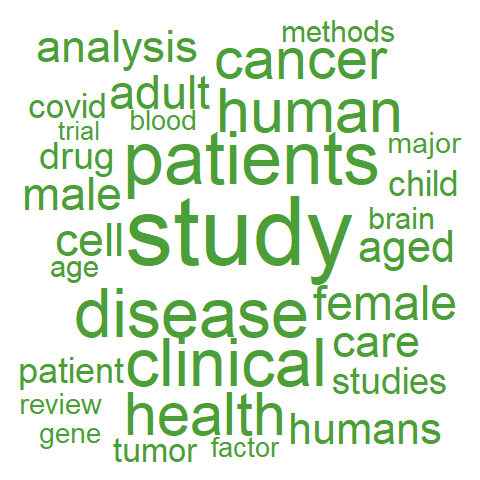 methods
analysis
cancer
adult
covid
human
blood
trial
patients
major
drug
child
male
study
brain
cell
aged
age
disease
female
care
clinical
patient
studies
health
review
humans
gene
factor
tumor